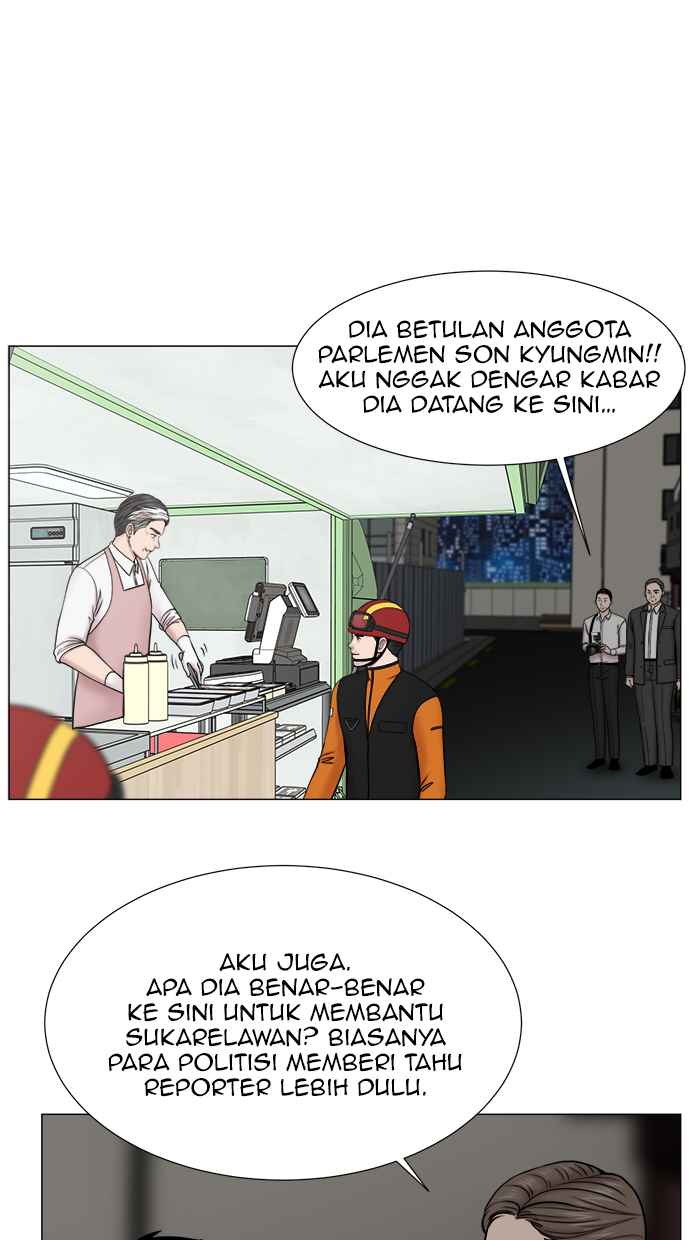 DIA BETULAN ANGGOTA
PARLEMEN SON KYUNGMIN!!
AKU NGGAK DENGAR KABAR
DIA DATANG KE SINI...
AKU JUGA.
APA DIA BENAR-BENAR
KE SINI UNTUK MEMBANTU
SUKARELAWAN? BIASANYA
PARA POLITISI MEMBERI TAHU
REPORTER LEBIH DULU.